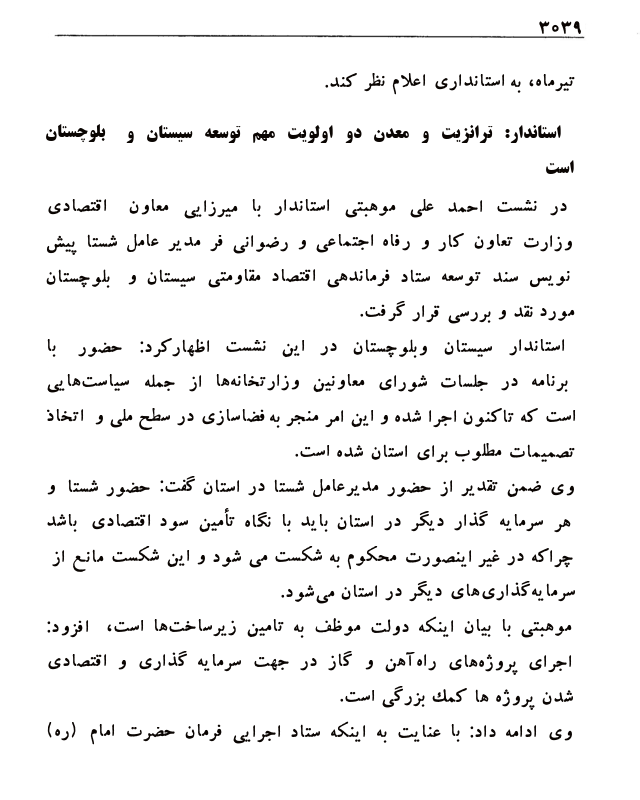 ۳۰۳۹
تیرماه، به استانداری اعلام نظر کند.
استاندار: ترانزیت و معدن دو اولویت مهم توسعه سیستان و بلوچستان
است
در نشست احمد علی موهبتی استاندار با میرزایی معاون اقتصادی
وزارت تعاون کار و رفاه اجتماعی و رضوانی فر مدیر عامل شستا پیش
نویس سند توسعه ستاد فرماندهی اقتصاد مقاومتی سیستان و بلوچستان
مورد نقد و بررسی قرار گرفت.
استاندار سیستان وبلوچستان در این نشست اظهارکرد: حضور با
برنامه در جلسات شورای معاونین وزارتخانه‌ها از جمله سیاست‌هایی
است که تاکنون اجرا شده و این امر منجر به فضاسازی در سطح ملی و اتخاذ
تصمیمات مطلوب برای استان شده است.
وی ضمن تقدیر از حضور مدیرعامل شستا در استان گفت: حضور شستا و
هر سرمایه گذار دیگر در استان باید با نگاه تأمین سود اقتصادی باشد
چراکه در غیر اینصورت محکوم به شکست می شود و این شکست مانع از
سرمایه‌گذاری‌های دیگر در استان می‌شود.
موهبتی با بیان اینکه دولت موظف به تامین زیرساخت‌ها است، افزود:
اجرای پروژه‌های راه‌آهن و گاز در جهت سرمایه گذاری و اقتصادی
شدن پروژه ها کمك بزرگی است.
وی ادامه داد: با عنایت به اینکه ستاد اجرایی فرمان حضرت امام (ره)